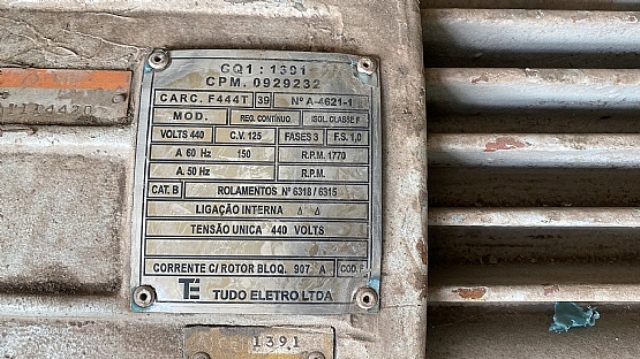 CQ1 : 1391
CPM. 0929232
CARC. F444T 39 Nº A-4621-1
MOD. REG. CONTÍNUO ISOL. CLASSE F
VOLTS 440 C.V. 125 FASES 3 F.S. 1,0
A 60 Hz 150 R.P.M. 1770
A. 50 Hz R.P.M.
CAT. B ROLAMENTOS Nº 6318 / 6315
LIGAÇÃO INTERNA Δ Δ
TENSÃO UNICA 440 VOLTS
CORRENTE C/ ROTOR BLOQ. 907 A COD. F
TE TUDO ELETRO LTDA
1391